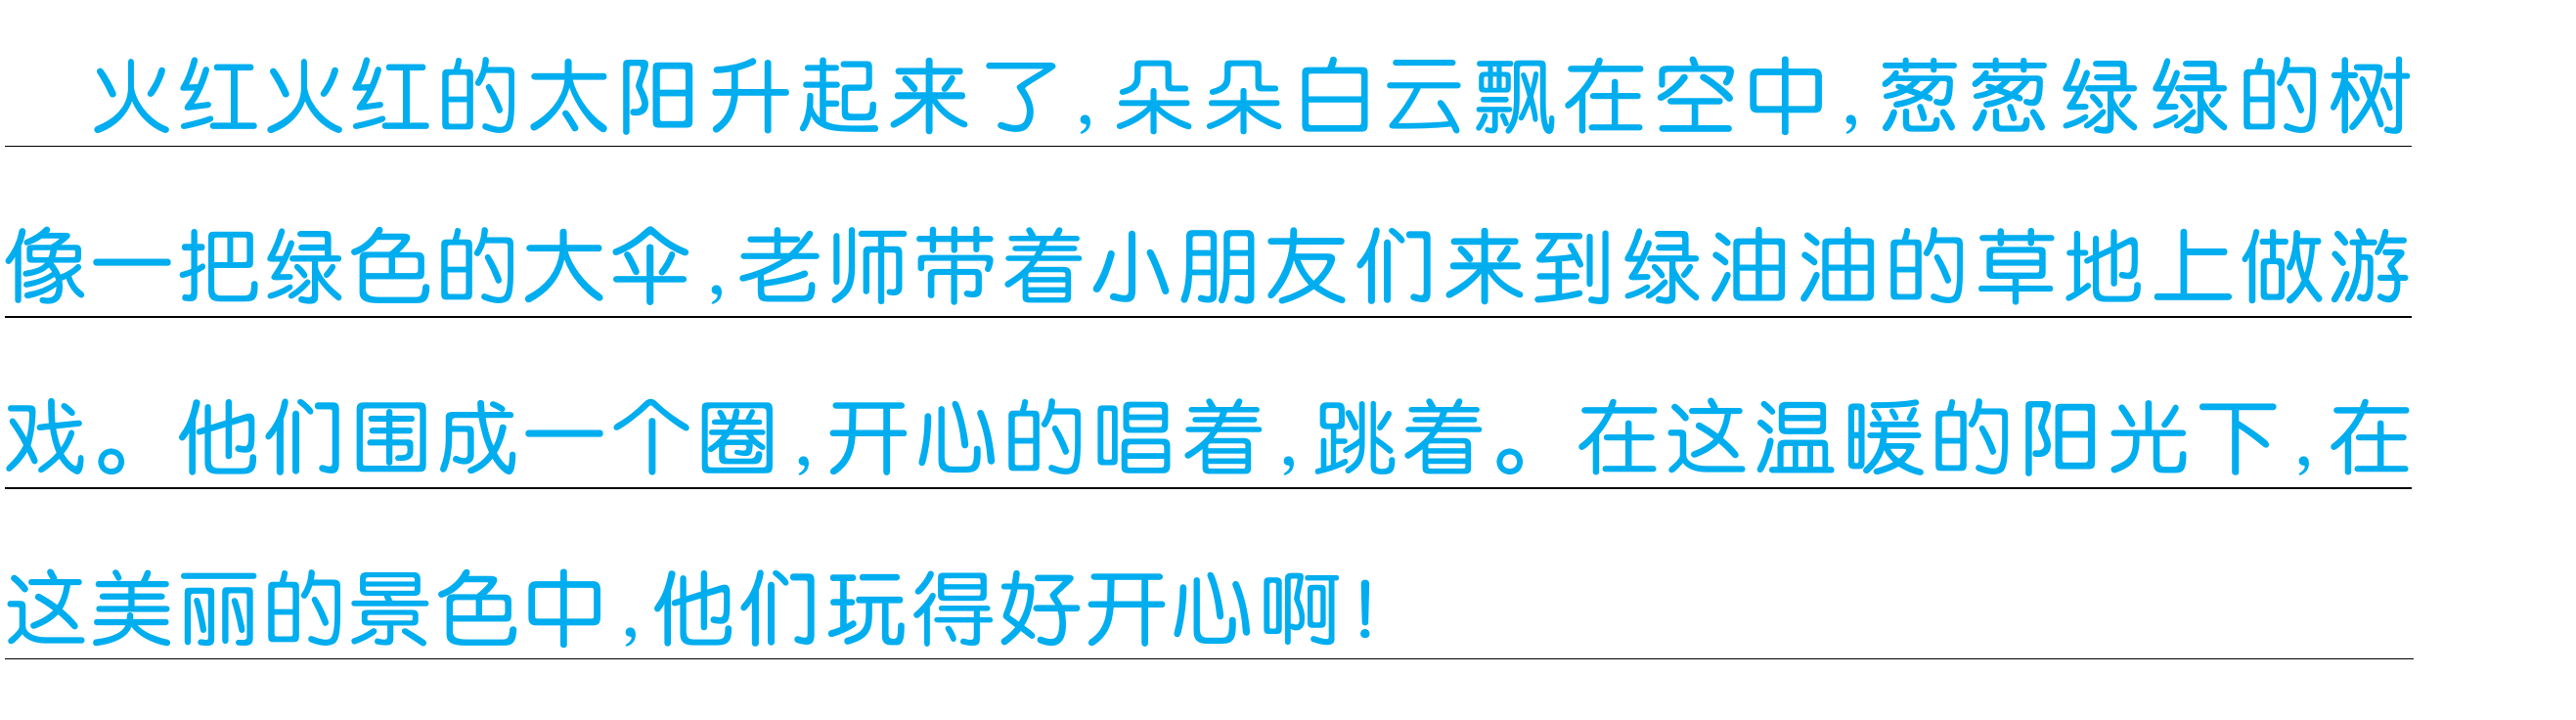 火红火红的太阳升起来了,朵朵白云飘在空中,葱葱绿绿的树
像一把绿色的大伞,老师带着小朋友们来到绿油油的草地上做游
戏。他们围成一个圈,开心的唱着,跳着。在这温暖的阳光下,在
这美丽的景色中,他们玩得好开心啊!